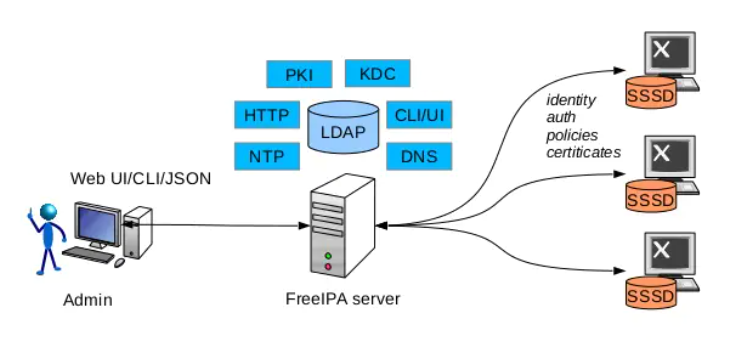 PKI
KDC
HTTP
LDAP
CLI/UI
NTP
DNS
Web UI/CLI/JSON
Admin
FreeIPA server
identity
auth
policies
certiticates
X
SSSD
X
SSSD
X
SSSD